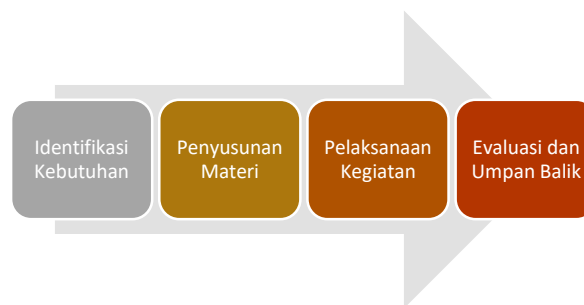 Identifikasi
Kebutuhan
Penyusunan
Materi
Pelaksanaan
Kegiatan
Evaluasi dan
Umpan Balik